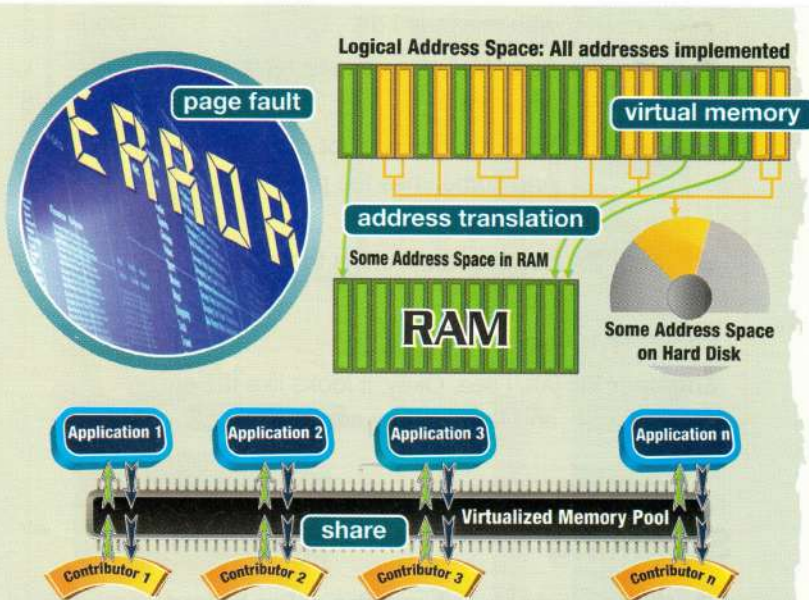 Logical Address Space: All addresses implemented
page fault
ERROR
virtual memory
address translation
Some Address Space in RAM
RAM
Some Address Space
on Hard Disk
Application 1
Application 2
Application 3
Application n
Virtualized Memory Pool
share
Contributor 1
Contributor 2
Contributor 3
Contributor n